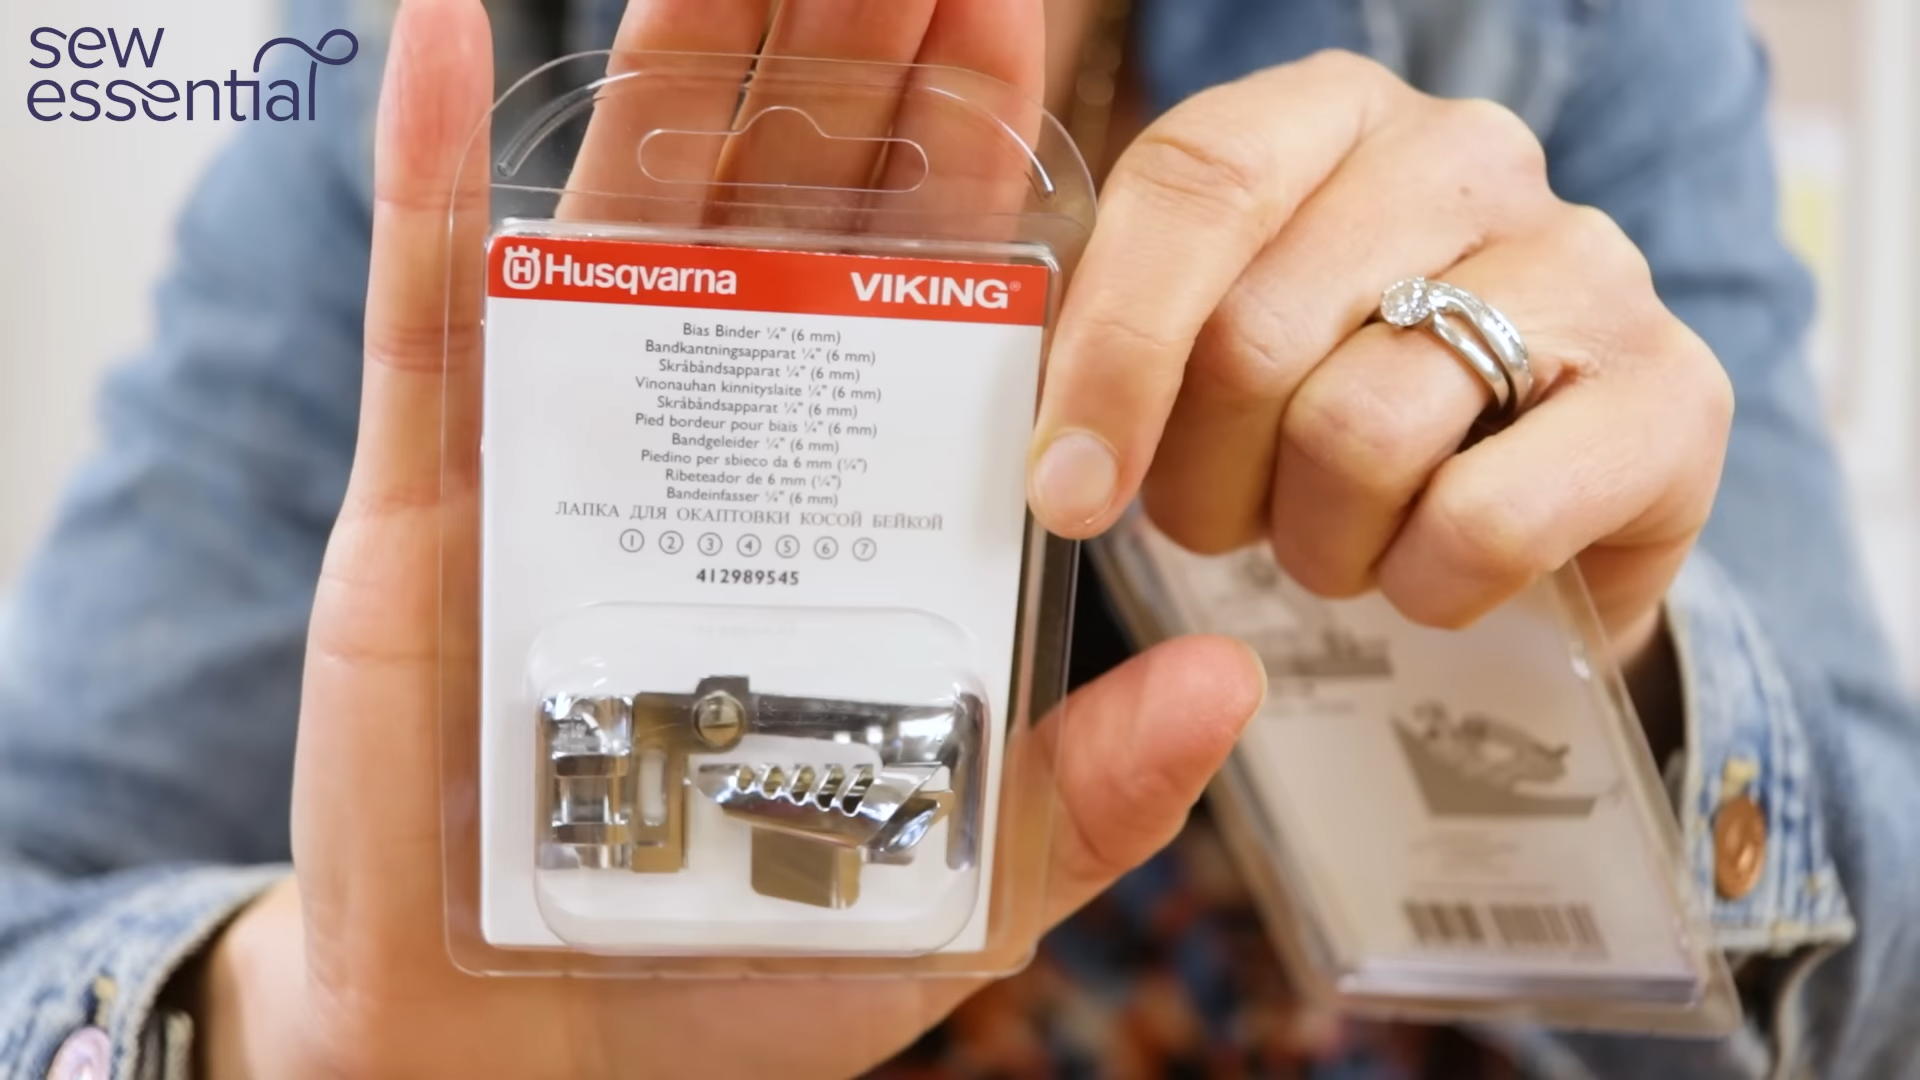 sew
essential
Husqvarna VIKING®
Bias Binder ¼" (6 mm)
Bandkantningsapparat ¼" (6 mm)
Skråbåndsapparat ¼" (6 mm)
Vinonauhan kinnityslaite ¼" (6 mm)
Skråbåndsapparat ¼" (6 mm)
Pied bordeur pour biais ¼" (6 mm)
Bandgeleider ¼" (6 mm)
Piedino per sbieco da 6 mm (¼")
Ribeteador de 6 mm (¼")
Bandeinfasser ¼" (6 mm)
ЛАПКА ДЛЯ ОКАПТОВКИ КОСОЙ БЕЙКОЙ
① ② ③ ④ ⑤ ⑥ ⑦
412989545